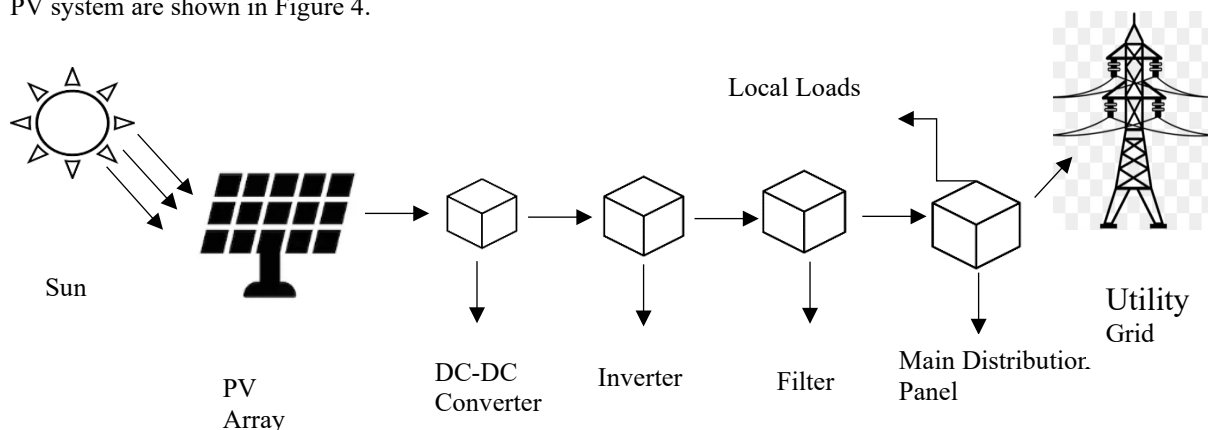 PV system are shown in Figure 4.
Local Loads
Sun
PV
Array
DC-DC
Converter
Inverter
Filter
Main Distribution
Panel
Utility
Grid